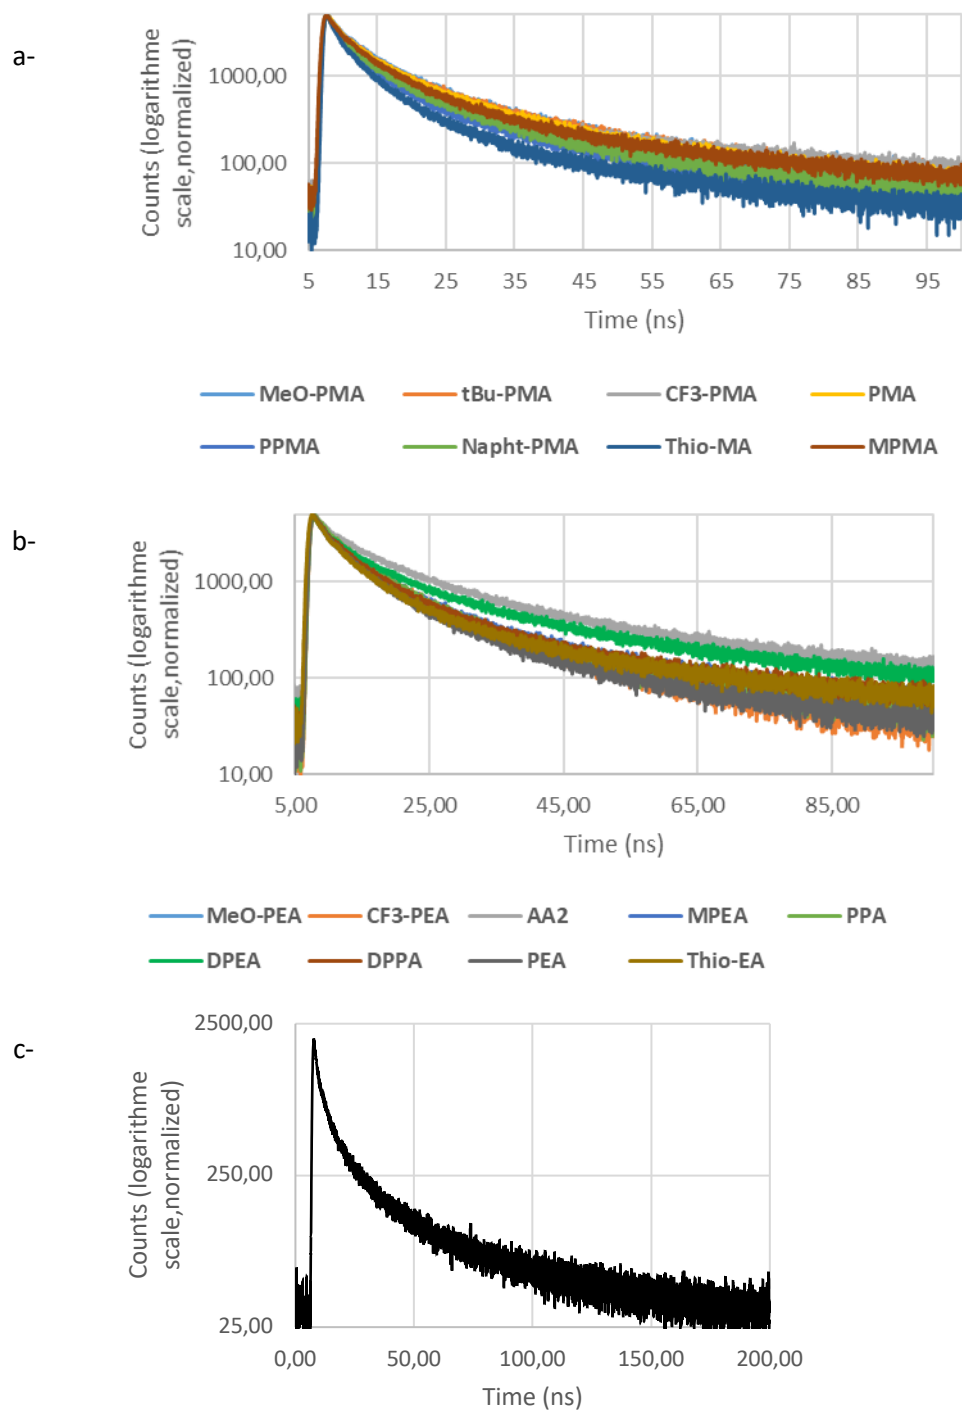 a-
Counts (logarithme
scale,normalized)
1000,00
100,00
10,00
5 15 25 35 45 55 65 75 85 95
Time (ns)
MeO-PMA tBu-PMA CF3-PMA PMA
PPMA Napht-PMA Thio-MA MPMA
b-
Counts (logarithme
scale,normalized)
1000,00
100,00
10,00
5,00 25,00 45,00 65,00 85,00
Time (ns)
MeO-PEA CF3-PEA AA2 MPEA PPA
DPEA DPPA PEA Thio-EA
c-
Counts (logarithme
scale,normalized)
2500,00
250,00
25,00
0,00 50,00 100,00 150,00 200,00
Time (ns)